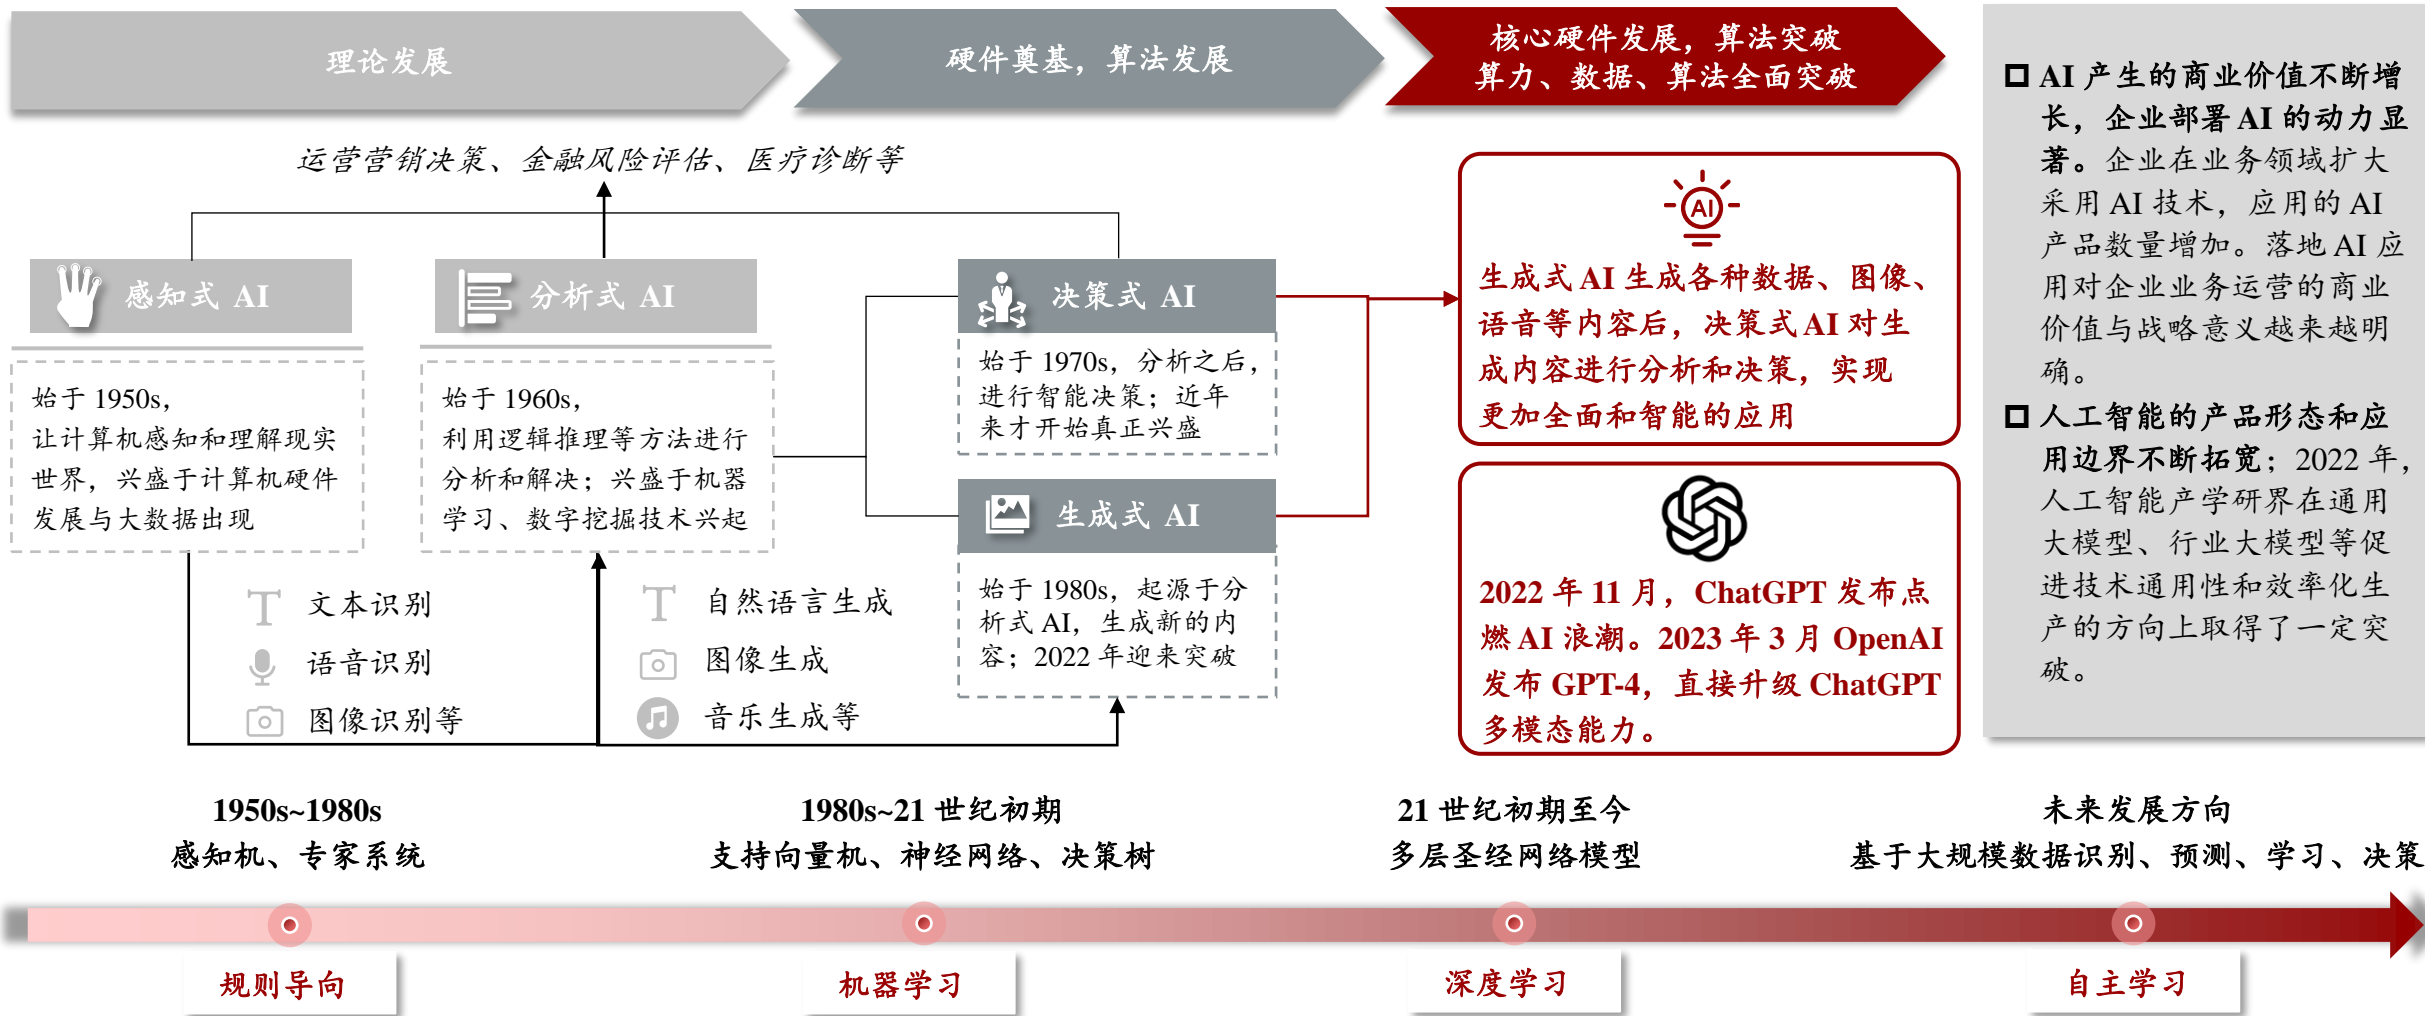 理论发展
硬件奠基，算法发展
核心硬件发展，算法突破
算力、数据、算法全面突破
运营营销决策、金融风险评估、医疗诊断等
感知式 AI
始于 1950s，
让计算机感知和理解现实
世界，兴盛于计算机硬件
发展与大数据出现
分析式 AI
始于 1960s，
利用逻辑推理等方法进行
分析和解决；兴盛于机器
学习、数字挖掘技术兴起
决策式 AI
始于 1970s，分析之后，
进行智能决策；近年
来才开始真正兴盛
生成式 AI
始于 1980s，起源于分
析式 AI，生成新的内
容；2022 年迎来突破
T 文本识别
语音识别
图像识别等
T 自然语言生成
图像生成
音乐生成等
AI
生成式 AI 生成各种数据、图像、
语音等内容后，决策式 AI 对生
成内容进行分析和决策，实现
更加全面和智能的应用
2022 年 11 月，ChatGPT 发布点
燃 AI 浪潮。2023 年 3 月 OpenAI
发布 GPT-4，直接升级 ChatGPT
多模态能力。
AI 产生的商业价值不断增
长，企业部署 AI 的动力显
著。企业在业务领域扩大
采用 AI 技术，应用的 AI
产品数量增加。落地 AI 应
用对企业业务运营的商业
价值与战略意义越来越明
确。
人工智能的产品形态和应
用边界不断拓宽；2022 年，
人工智能产学研界在通用
大模型、行业大模型等促
进技术通用性和效率化生
产的方向上取得了一定突
破。
1950s~1980s
感知机、专家系统
1980s~21 世纪初期
支持向量机、神经网络、决策树
21 世纪初期至今
多层圣经网络模型
未来发展方向
基于大规模数据识别、预测、学习、决策
规则导向
机器学习
深度学习
自主学习